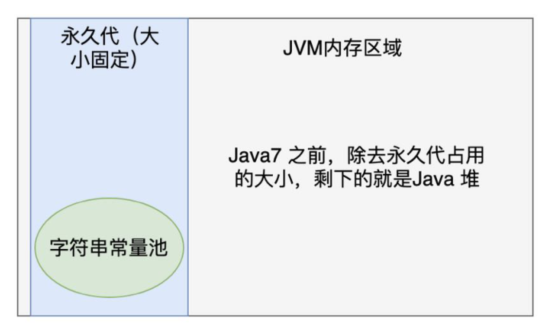 永久代（大
小固定）
JVM内存区域
Java7 之前，除去永久代占用
的大小，剩下的就是Java 堆
字符串常量池